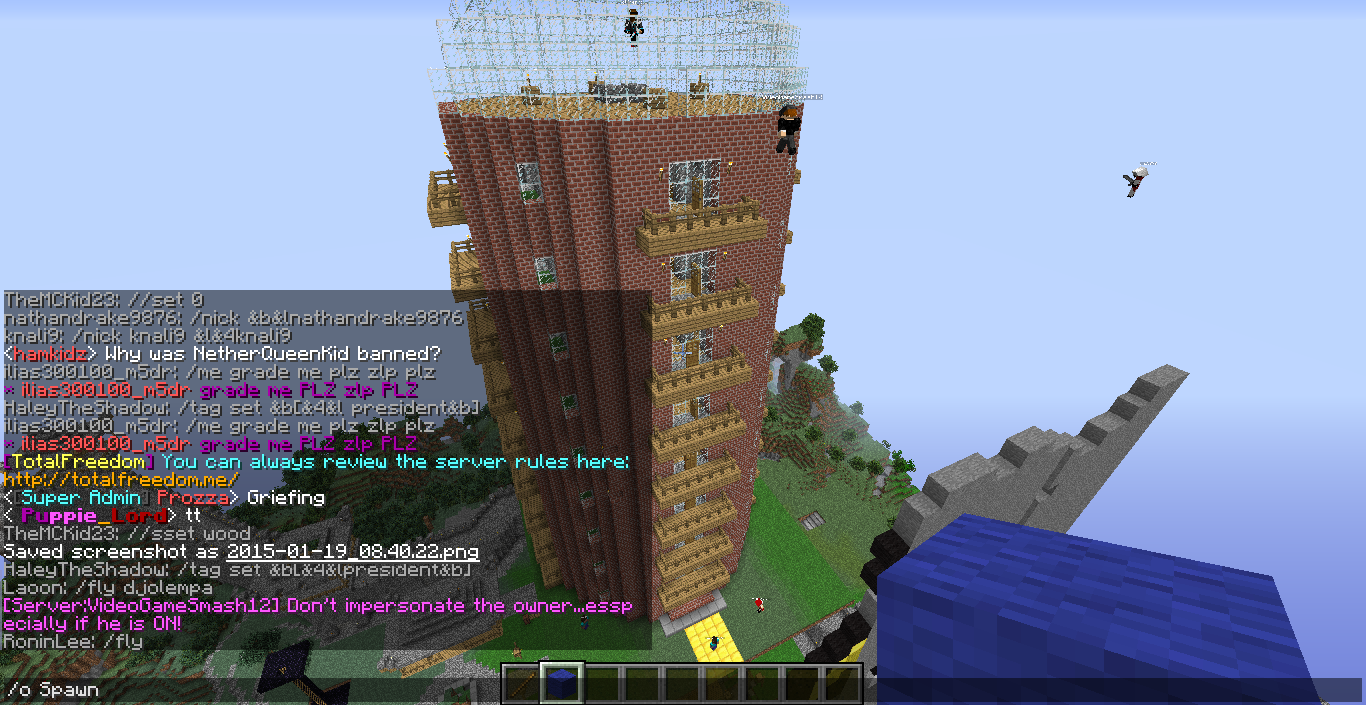 TheMCKid23: //set 0
nathandrake9876: /nick &b&lnathandrake9876
knali9: /nick knali9 &l&4knali9
<hamkidz> Why was NetherQueenKid banned?
ilias300100_m5dr: /me grade me plz zlp plz
* ilias300100_m5dr grade me PLZ zlp PLZ
HaleyTheShadow: /tag set &b[&4&l president&b]
ilias300100_m5dr: /me grade me plz zlp plz
* ilias300100_m5dr grade me PLZ zlp PLZ
[TotalFreedom] You can always review the server rules here:
http://totalfreedom.me/
<[Super Admin] Prozza> Griefing
< Puppie_Lord> tt
TheMCKid23: //sset wood
Saved screenshot as 2015-01-19_08.40.22.png
HaleyTheShadow: /tag set &b[&4&lpresident&b]
Laoon: /fly djolempa
[Server:VideoGameSmash12] Don't impersonate the owner...essp
ecially if he is ON!
RoninLee: /fly
/o Spawn